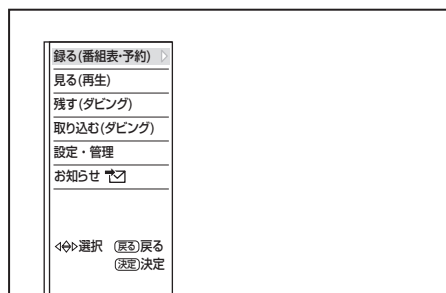 録る(番組表・予約)
見る(再生)
残す(ダビング)
取り込む(ダビング)
設定・管理
お知らせ
選択 戻る戻る
決定決定